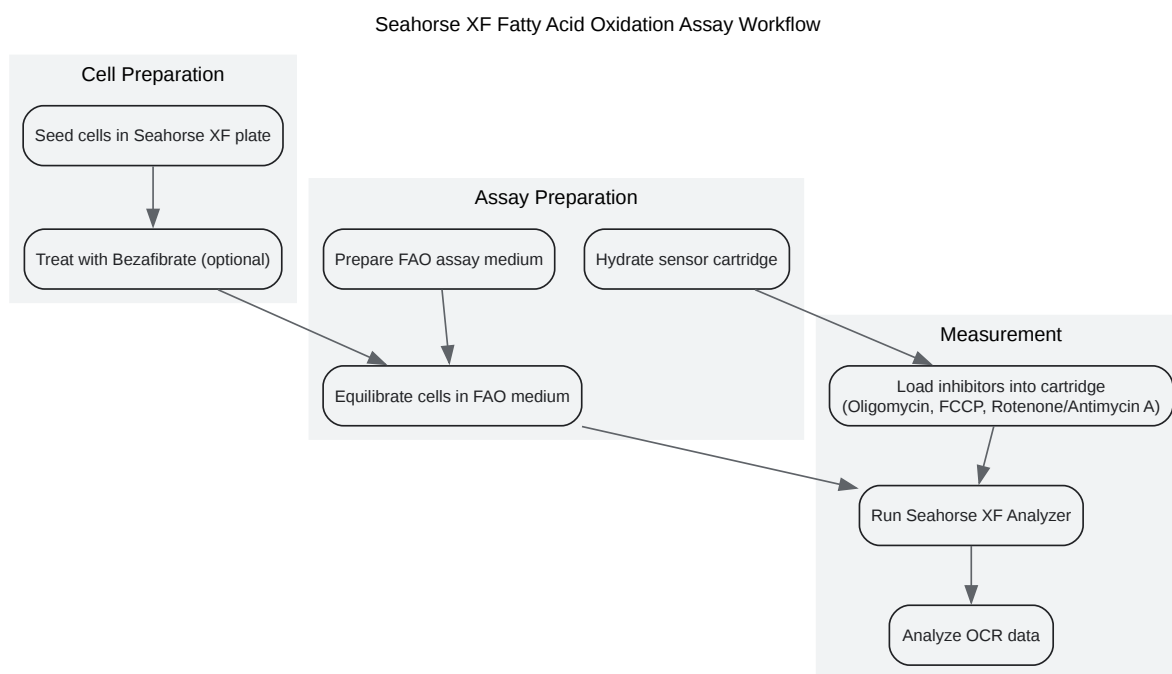 Seahorse XF Fatty Acid Oxidation Assay Workflow
Cell Preparation
Seed cells in Seahorse XF plate
Treat with Bezafibrate (optional)
Assay Preparation
Prepare FAO assay medium
Hydrate sensor cartridge
Equilibrate cells in FAO medium
Measurement
Load inhibitors into cartridge
(Oligomycin, FCCP, Rotenone/Antimycin A)
Run Seahorse XF Analyzer
Analyze OCR data